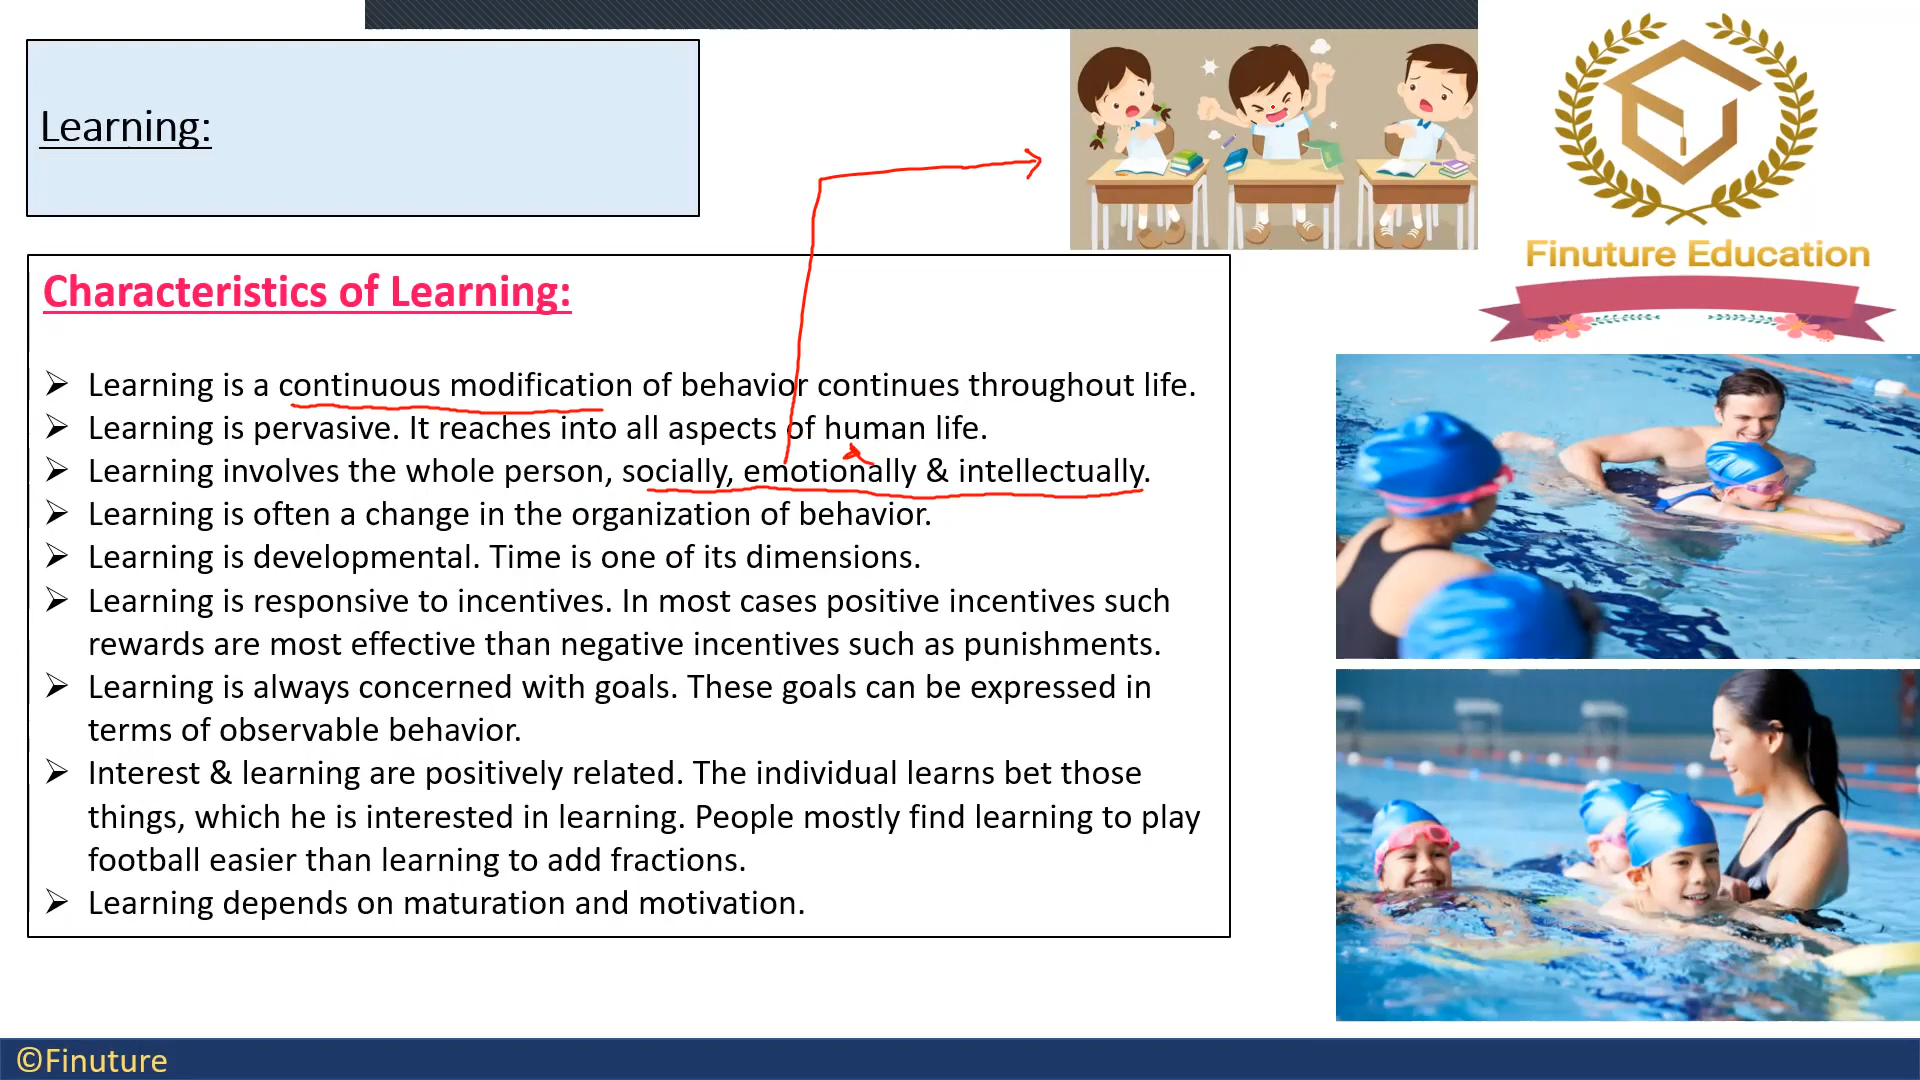 Learning:
Finuture Education
Characteristics of Learning:
➢ Learning is a continuous modification of behavior continues throughout life.
➢ Learning is pervasive. It reaches into all aspects of human life.
➢ Learning involves the whole person, socially, emotionally & intellectually.
➢ Learning is often a change in the organization of behavior.
➢ Learning is developmental. Time is one of its dimensions.
➢ Learning is responsive to incentives. In most cases positive incentives such
rewards are most effective than negative incentives such as punishments.
➢ Learning is always concerned with goals. These goals can be expressed in
terms of observable behavior.
➢ Interest & learning are positively related. The individual learns bet those
things, which he is interested in learning. People mostly find learning to play
football easier than learning to add fractions.
➢ Learning depends on maturation and motivation.
©Finuture